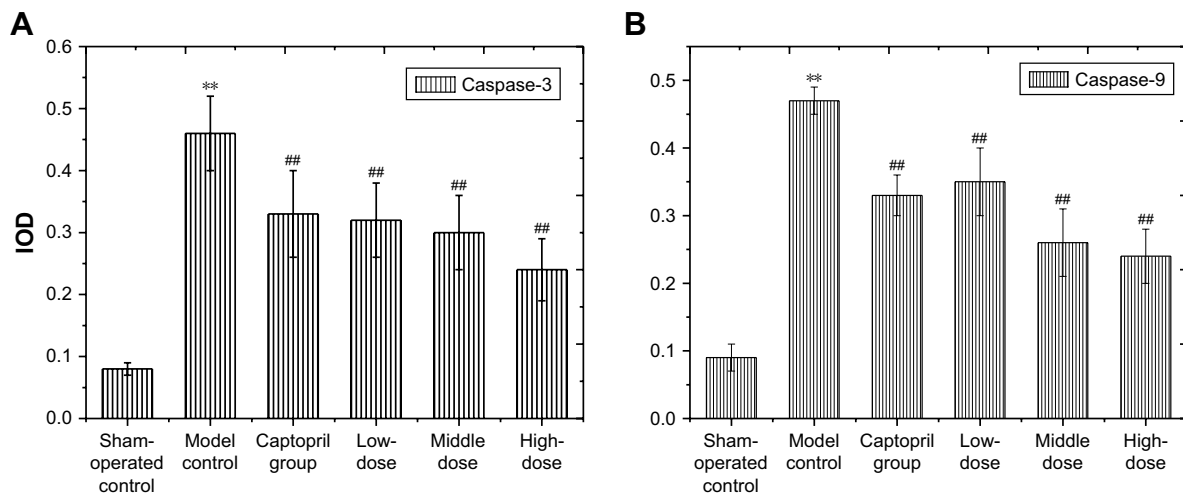 A
IOD
0.6
0.5
0.4
0.3
0.2
0.1
0.0
Caspase-3
**
##
##
##
##
Sham-
operated
control
Model
control
Captopril
group
Low-
dose
Middle
dose
High-
dose
B
0.5
0.4
0.3
0.2
0.1
0.0
Caspase-9
**
##
##
##
##
Sham-
operated
control
Model
control
Captopril
group
Low-
dose
Middle
dose
High-
dose